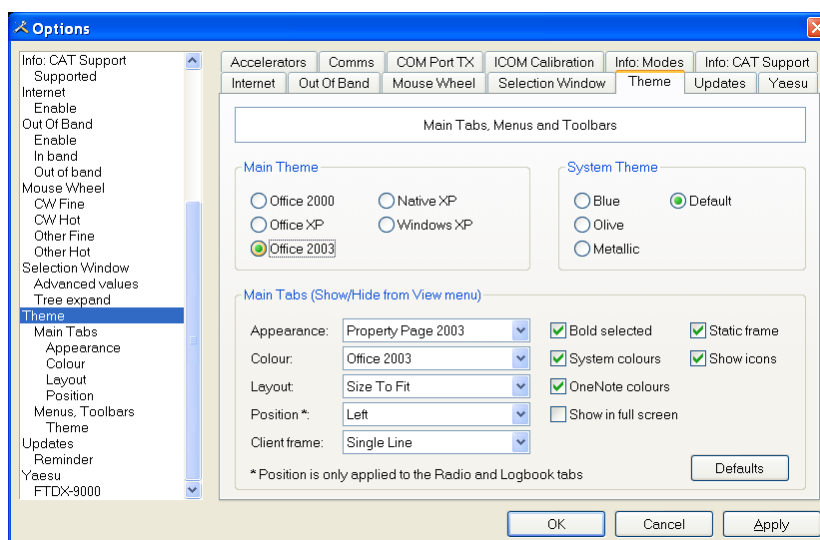 Options
Info: CAT Support
Supported
Internet
Enable
Out Of Band
Enable
In band
Out of band
Mouse Wheel
CW Fine
CW Hot
Other Fine
Other Hot
Selection Window
Advanced values
Tree expand
Theme
Main Tabs
Appearance
Colour
Layout
Position
Menus, Toolbars
Theme
Updates
Reminder
Yaesu
FTDX-9000
Accelerators Comms COM Port TX ICOM Calibration Info: Modes Info: CAT Support
Internet Out Of Band Mouse Wheel Selection Window Theme Updates Yaesu
Main Tabs, Menus and Toolbars
Main Theme
Office 2000 Native XP
Office XP Windows XP
Office 2003
System Theme
Blue Default
Olive
Metallic
Main Tabs (Show/Hide from View menu)
Appearance: Property Page 2003 Bold selected Static frame
Colour: Office 2003 System colours Show icons
Layout: Size To Fit OneNote colours
Position*: Left Show in full screen
Client frame: Single Line
* Position is only applied to the Radio and Logbook tabs
Defaults
OK Cancel Apply